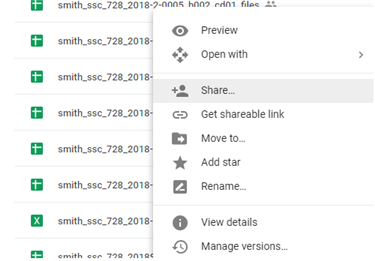 smith_ssc_728_2018-2-0005_b002_cd01_files
smith_ssc_728_2018-
smith_ssc_728_2018-
smith_ssc_728_2018-
smith_ssc_728_2018-
smith_ssc_728_2018-
smith_ssc_728_2018-
smith_ssc_728_2018S
Preview
Open with
Share...
Get shareable link
Move to...
Add star
Rename...
View details
Manage versions...